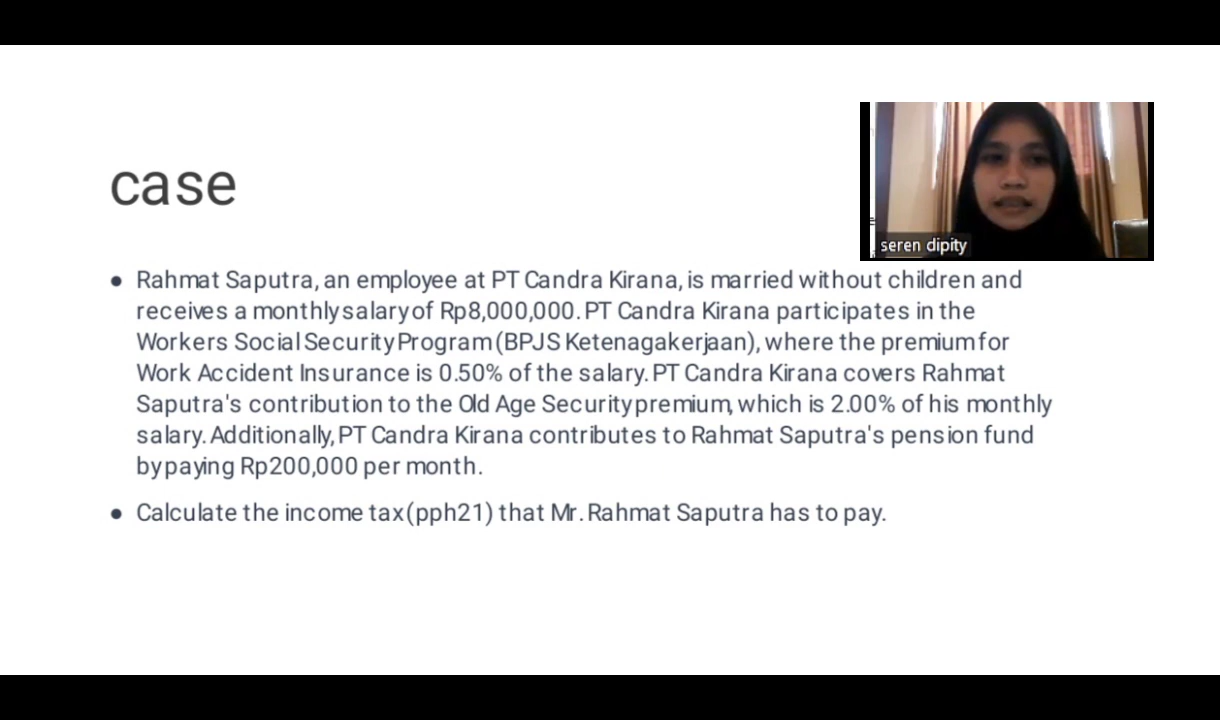 case
seren dipity
• Rahmat Saputra, an employee at PT Candra Kirana, is married without children and
receives a monthly salary of Rp8,000,000. PT Candra Kirana participates in the
Workers Social Security Program (BPJS Ketenagakerjaan), where the premium for
Work Accident Insurance is 0.50% of the salary. PT Candra Kirana covers Rahmat
Saputra's contribution to the Old Age Security premium, which is 2.00% of his monthly
salary. Additionally, PT Candra Kirana contributes to Rahmat Saputra's pension fund
by paying Rp200,000 per month.
• Calculate the income tax (pph21) that Mr. Rahmat Saputra has to pay.